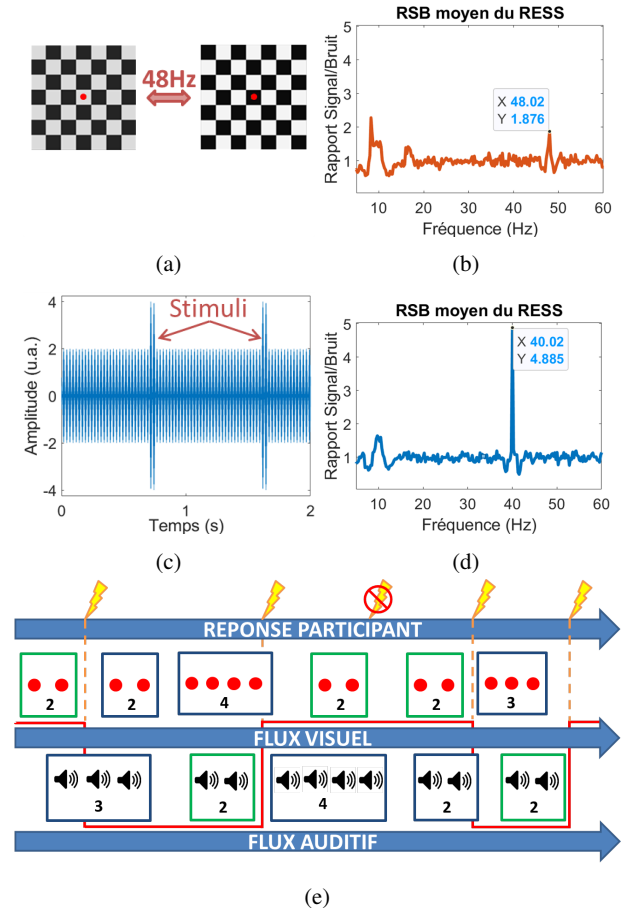 48Hz
(a)
RSB moyen du RESS
Rapport Signal/Bruit
5
4
3
2
1
X 48.02
Y 1.876
10 20 30 40 50 60
Fréquence (Hz)
(b)
Amplitude (u.a.)
4
2
0
-2
-4
Stimuli
0 1 2
Temps (s)
(c)
RSB moyen du RESS
Rapport Signal/Bruit
5
4
3
2
1
X 40.02
Y 4.885
10 20 30 40 50 60
Fréquence (Hz)
(d)
REPONSE PARTICIPANT
2 2 4 2 2 3
FLUX VISUEL
3 2 4 2 2
FLUX AUDITIF
(e)